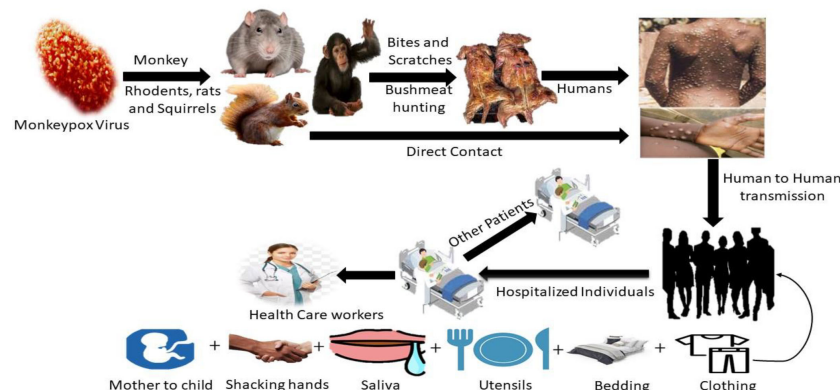 Monkeypox Virus
Monkey
Rhodents, rats
and Squirrels
Bites and
Scratches
Bushmeat
hunting
Humans
Direct Contact
Human to Human
transmission
Other Patients
Hospitalized Individuals
Health Care workers
+ + + + +
Mother to child
Shacking hands
Saliva
Utensils
Bedding
Clothing